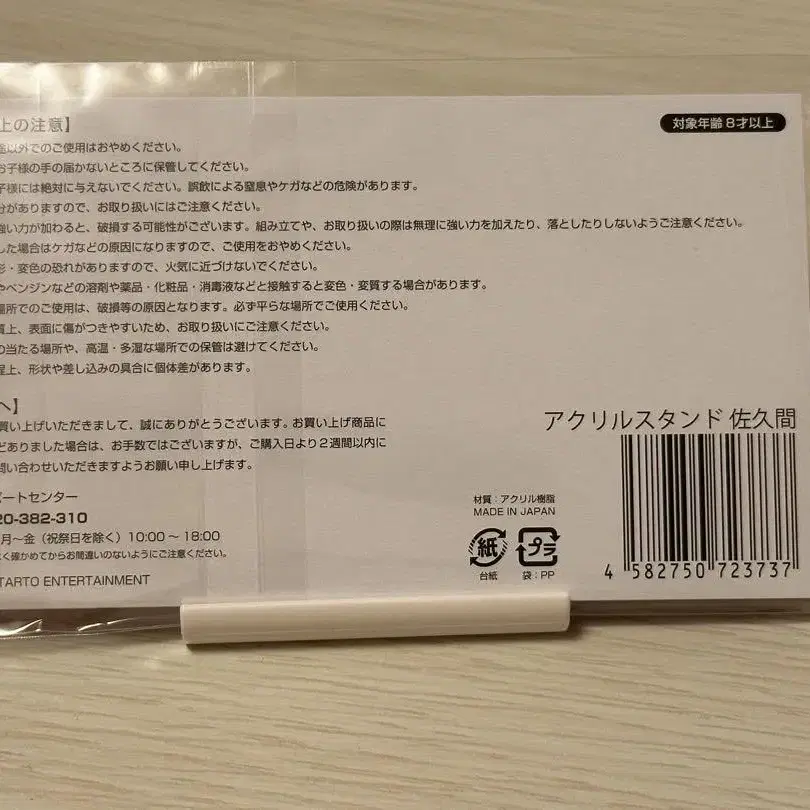 上の注意】
対象年齢8才以上
途以外でのご使用はおやめください。
お子様の手の届かないところに保管してください。
子様には絶対に与えないでください。誤飲による窒息やケガなどの危険があります。
分がありますので、お取り扱いにはご注意ください。
強い力が加わると、破損する可能性がございます。組み立てや、お取り扱いの際は無理に強い力を加えたり、落としたりしないようご注意ください。
した場合はケガなどの原因になりますので、ご使用をおやめください。
形・変色の恐れがありますので、火気に近づけないでください。
やベンジンなどの溶剤や薬品・化粧品・消毒液などと接触すると変色・変質する場合があります。
場所でのご使用は、破損等の原因となります。必ず平らな場所でご使用ください。
質上、表面に傷がつきやすいため、お取り扱いにご注意ください。
の当たる場所や、高温・多湿な場所での保管は避けてください。
程上、形状や差し込みの具合に個体差があります。
へ】
買い上げいただきまして、誠にありがとうございます。お買い上げ商品に
どありました場合は、お手数ではございますが、ご購入日より2週間以内に
問い合わせいただきますようお願い申し上げます。
ポートセンター
20-382-310
月～金（祝祭日を除く）10:00～18:00
よく確かめてからお間違いのないようにご注意ください。
TARTO ENTERTAINMENT
アクリルスタンド 佐久間
材質：アクリル樹脂
MADE IN JAPAN
紙
プラ
台紙
袋：PP
4 582750 723737